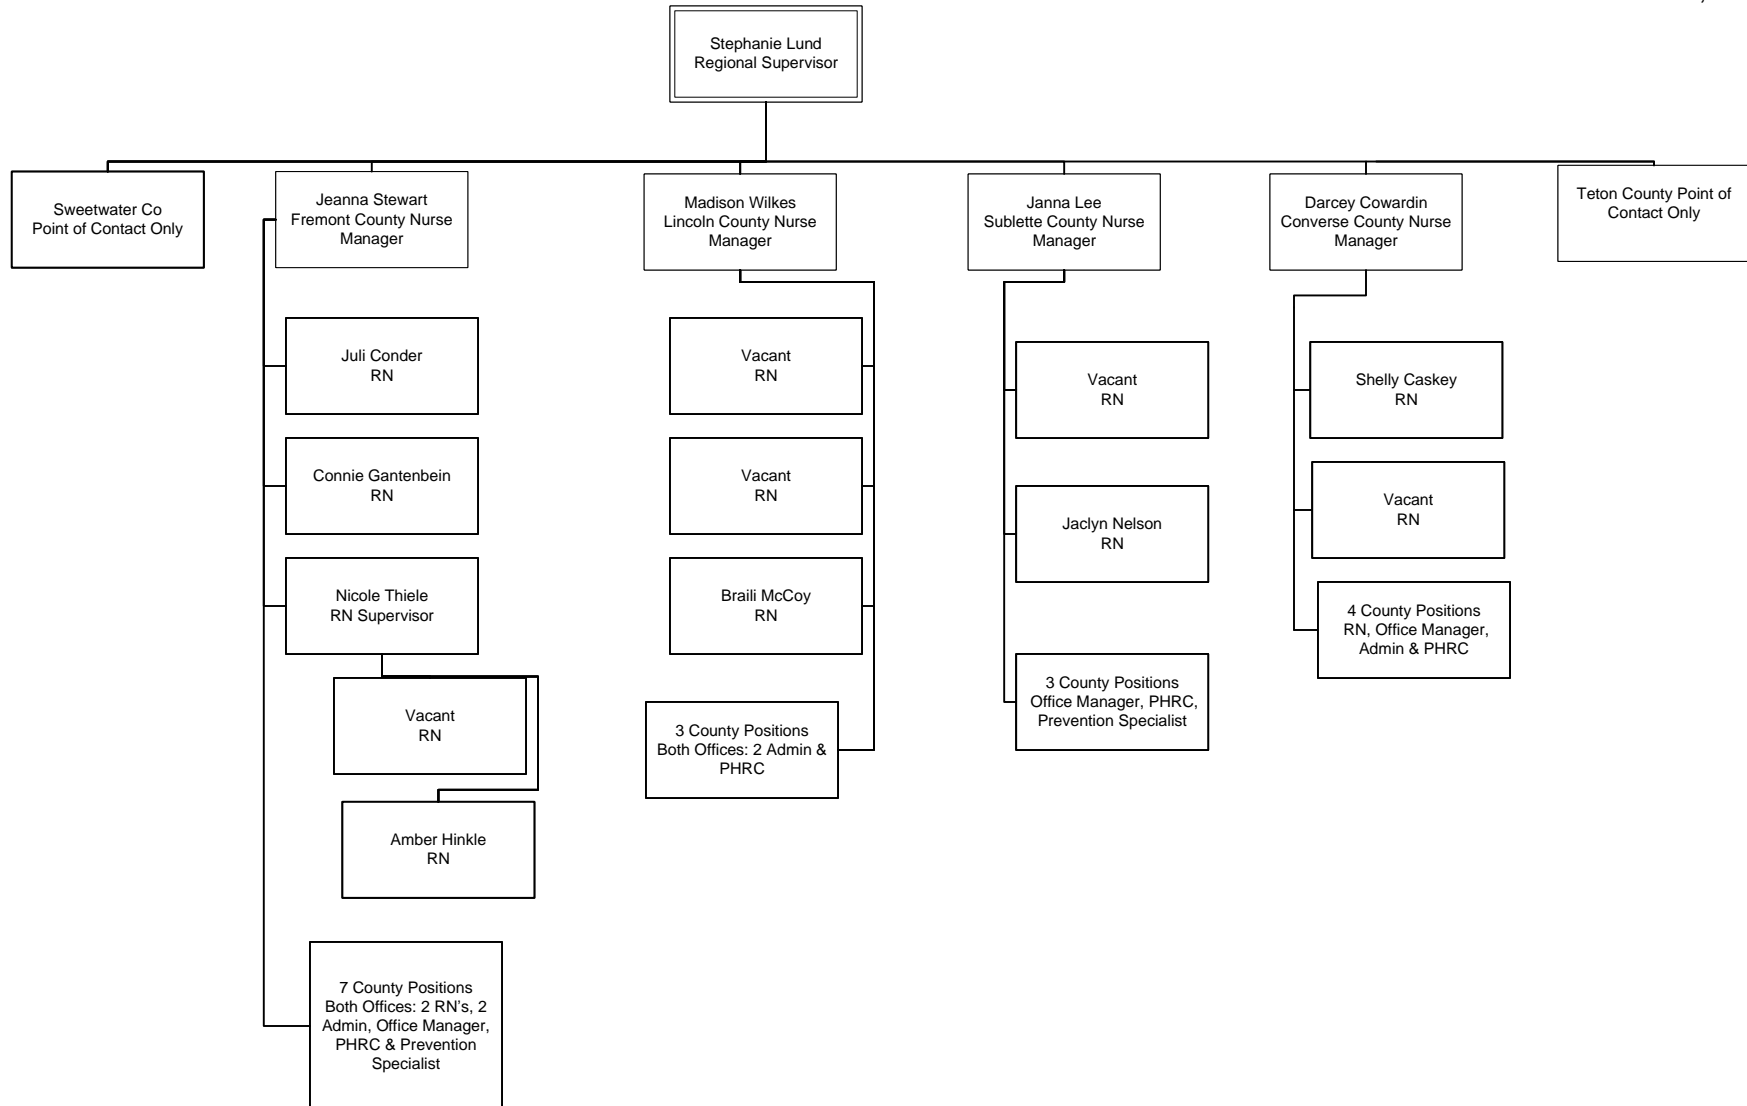 Stephanie Lund
Regional Supervisor
Sweetwater Co
Point of Contact Only
Jeanna Stewart
Fremont County Nurse
Manager
Madison Wilkes
Lincoln County Nurse
Manager
Janna Lee
Sublette County Nurse
Manager
Darcey Cowardin
Converse County Nurse
Manager
Teton County Point of
Contact Only
Juli Conder
RN
Connie Gantenbein
RN
Nicole Thiele
RN Supervisor
Vacant
RN
Amber Hinkle
RN
7 County Positions
Both Offices: 2 RN’s, 2
Admin, Office Manager,
PHRC & Prevention
Specialist
Vacant
RN
Vacant
RN
Braili McCoy
RN
3 County Positions
Both Offices: 2 Admin &
PHRC
Vacant
RN
Jaclyn Nelson
RN
3 County Positions
Office Manager, PHRC,
Prevention Specialist
Shelly Caskey
RN
Vacant
RN
4 County Positions
RN, Office Manager,
Admin & PHRC